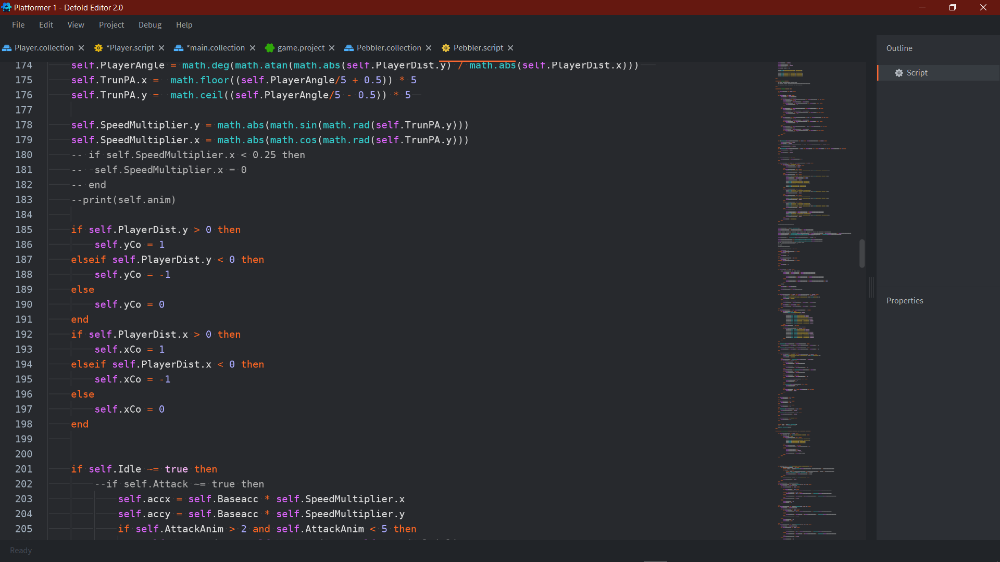 Platformer 1 - Defold Editor 2.0
File Edit View Project Debug Help
Player.collection *Player.script *main.collection game.project Pebbler.collection Pebbler.script
174 self.PlayerAngle = math.deg(math.atan(math.abs(self.PlayerDist.y) / math.abs(self.PlayerDist.x)))
175 self.TrunPA.x =  math.floor((self.PlayerAngle/5 + 0.5)) * 5
176 self.TrunPA.y =  math.ceil((self.PlayerAngle/5 - 0.5)) * 5
177
178 self.SpeedMultiplier.y = math.abs(math.sin(math.rad(self.TrunPA.y)))
179 self.SpeedMultiplier.x = math.abs(math.cos(math.rad(self.TrunPA.y)))
180 -- if self.SpeedMultiplier.x < 0.25 then
181 --  self.SpeedMultiplier.x = 0
182 -- end
183 --print(self.anim)
184
185 if self.PlayerDist.y > 0 then
186 self.yCo = 1
187 elseif self.PlayerDist.y < 0 then
188 self.yCo = -1
189 else
190 self.yCo = 0
191 end
192 if self.PlayerDist.x > 0 then
193 self.xCo = 1
194 elseif self.PlayerDist.x < 0 then
195 self.xCo = -1
196 else
197 self.xCo = 0
198 end
199
200
201 if self.Idle ~= true then
202 --if self.Attack ~= true then
203 self.accx = self.Baseacc * self.SpeedMultiplier.x
204 self.accy = self.Baseacc * self.SpeedMultiplier.y
205 if self.AttackAnim > 2 and self.AttackAnim < 5 then
Outline
Script
Properties
Ready